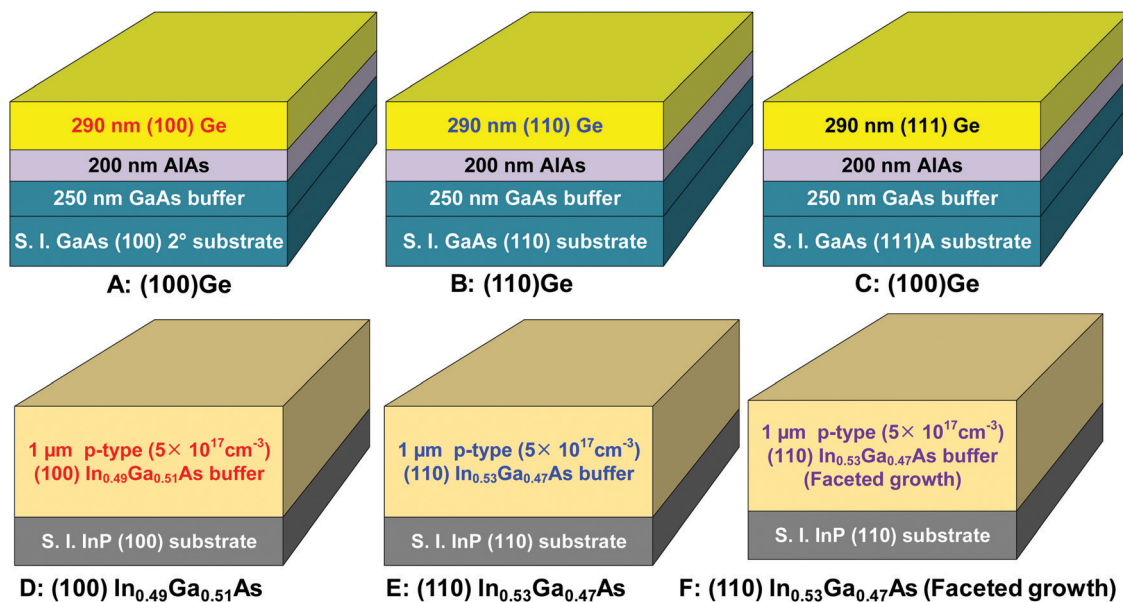 290 nm (100) Ge
200 nm AlAs
250 nm GaAs buffer
S. I. GaAs (100) 2° substrate
A: (100)Ge
290 nm (110) Ge
200 nm AlAs
250 nm GaAs buffer
S. I. GaAs (110) substrate
B: (110)Ge
290 nm (111) Ge
200 nm AlAs
250 nm GaAs buffer
S. I. GaAs (111)A substrate
C: (100)Ge
1 µm p-type (5× 10¹⁷cm⁻³)
(100) In₀.₄₉Ga₀.₅₁As buffer
S. I. InP (100) substrate
D: (100) In₀.₄₉Ga₀.₅₁As
1 µm p-type (5× 10¹⁷cm⁻³)
(110) In₀.₅₃Ga₀.₄₇As buffer
S. I. InP (110) substrate
E: (110) In₀.₅₃Ga₀.₄₇As
1 µm p-type (5× 10¹⁷cm⁻³)
(110) In₀.₅₃Ga₀.₄₇As buffer
(Faceted growth)
S. I. InP (110) substrate
F: (110) In₀.₅₃Ga₀.₄₇As (Faceted growth)